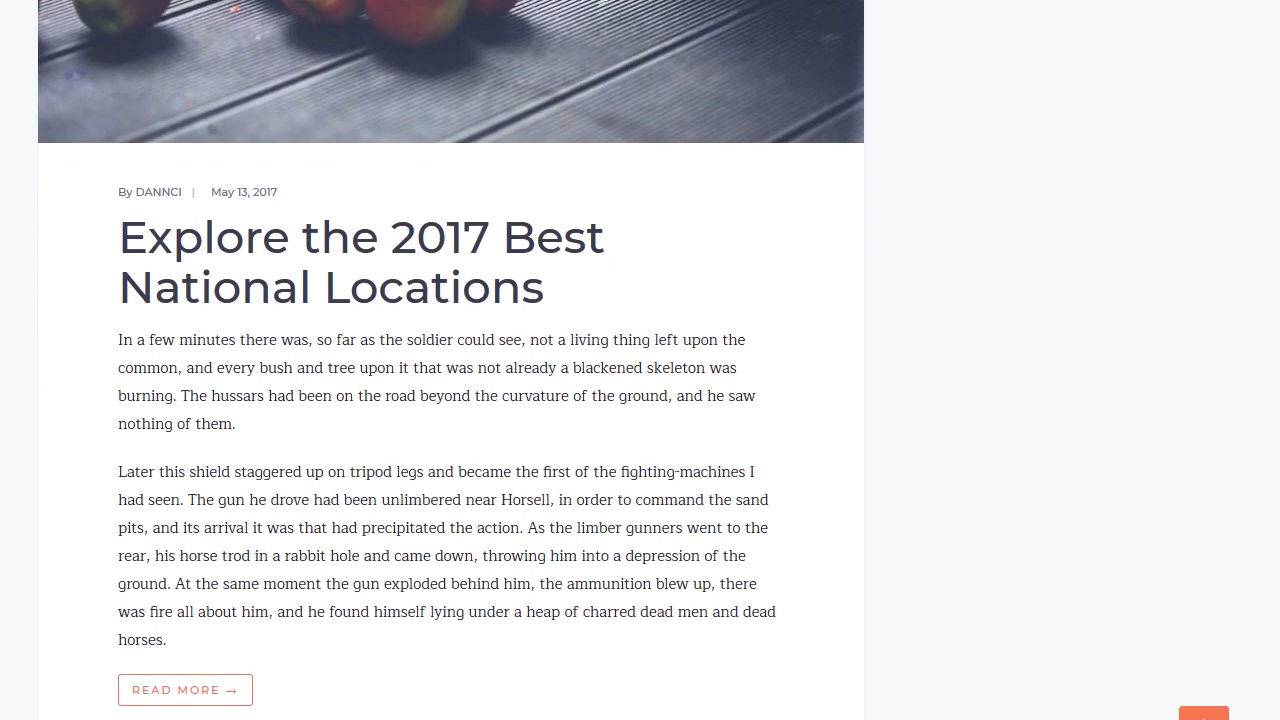 By DANNCI | May 13, 2017
Explore the 2017 Best
National Locations
In a few minutes there was, so far as the soldier could see, not a living thing left upon the
common, and every bush and tree upon it that was not already a blackened skeleton was
burning. The hussars had been on the road beyond the curvature of the ground, and he saw
nothing of them.
Later this shield staggered up on tripod legs and became the first of the fighting-machines I
had seen. The gun he drove had been unlimbered near Horsell, in order to command the sand
pits, and its arrival it was that had precipitated the action. As the limber gunners went to the
rear, his horse trod in a rabbit hole and came down, throwing him into a depression of the
ground. At the same moment the gun exploded behind him, the ammunition blew up, there
was fire all about him, and he found himself lying under a heap of charred dead men and dead
horses.
READ MORE →